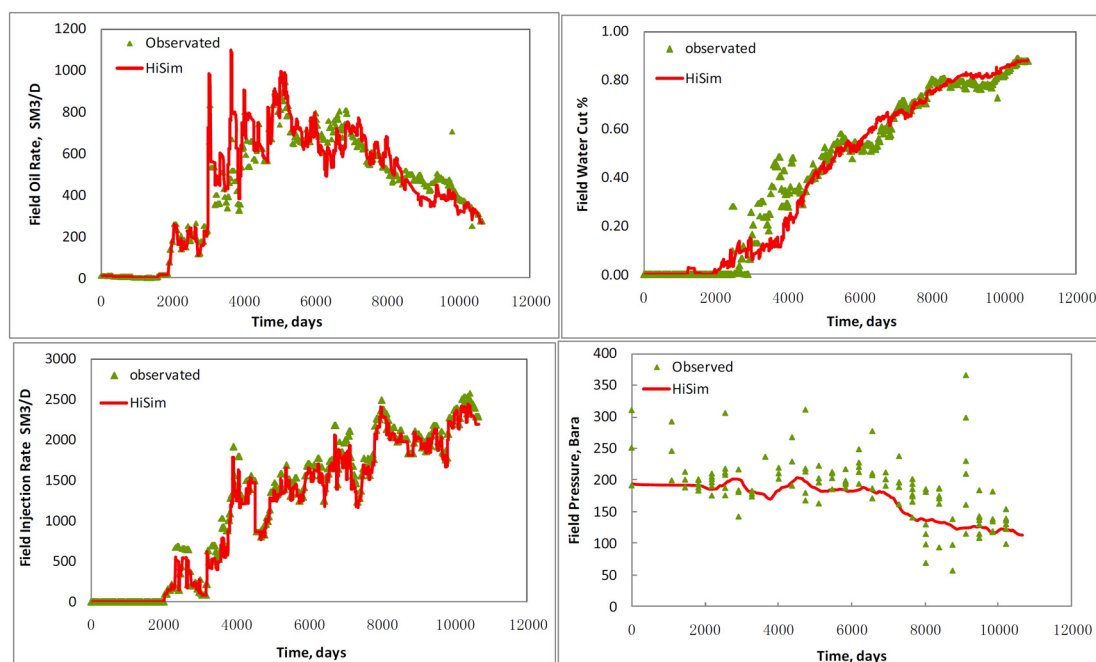 1200
1000
800
600
400
200
0
Field Oil Rate, SM3/D
Observated
HiSim
0 2000 4000 6000 8000 10000 12000
Time, days
1.00
0.80
0.60
0.40
0.20
0.00
Field Water Cut %
observated
HiSim
0 2000 4000 6000 8000 10000 12000
Time, days
3000
2500
2000
1500
1000
500
0
Field Injection Rate SM3/D
observated
HiSim
0 2000 4000 6000 8000 10000 12000
Time, days
400
350
300
250
200
150
100
50
0
Field Pressure, Bara
Observed
HiSim
0 2000 4000 6000 8000 10000 12000
Time, days